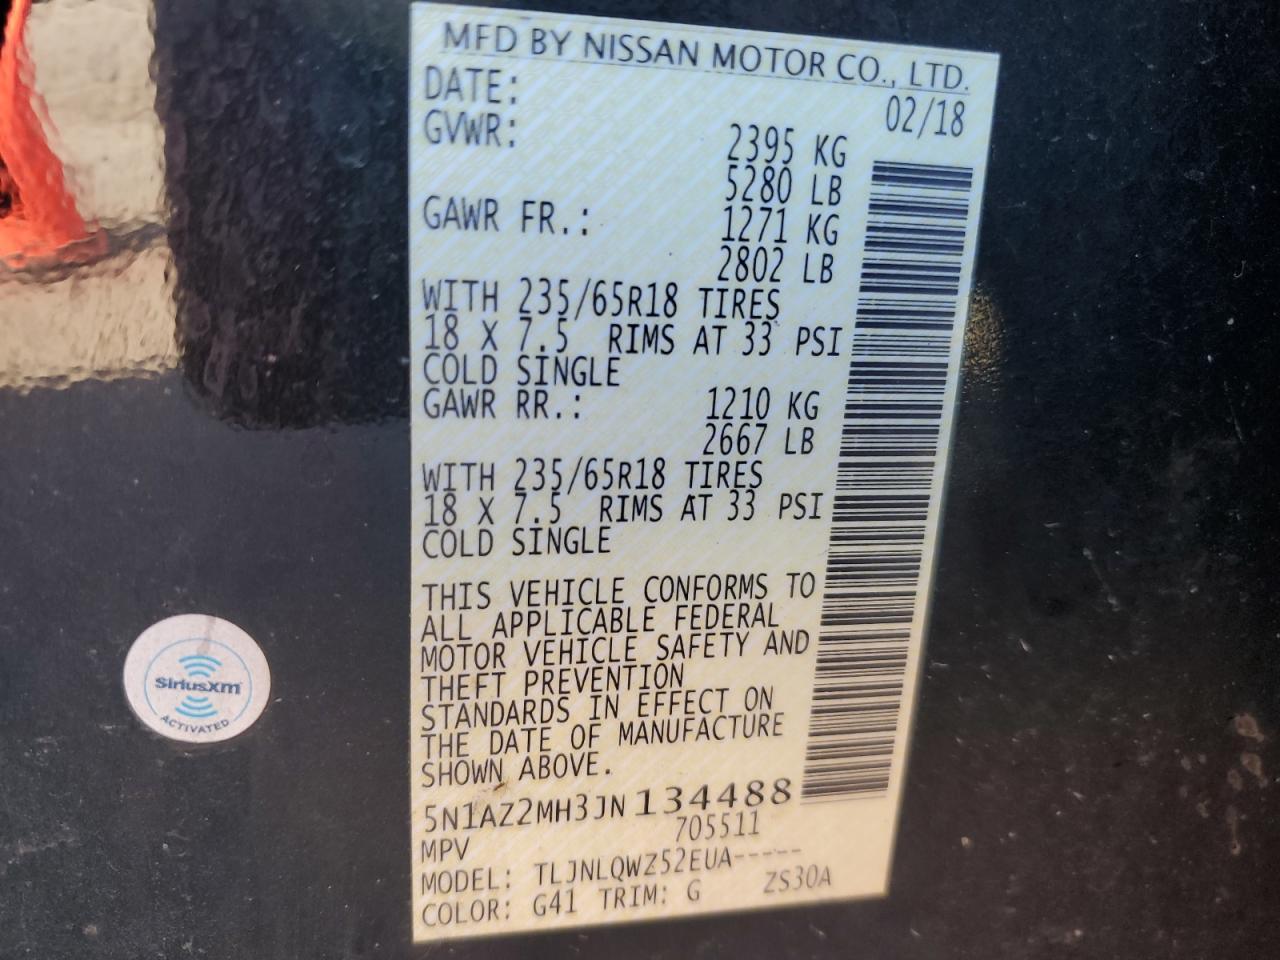 MFD BY NISSAN MOTOR CO., LTD.
DATE: 02/18
GVWR: 2395 KG
5280 LB
GAWR FR.: 1271 KG
2802 LB
WITH 235/65R18 TIRES
18 X 7.5 RIMS AT 33 PSI
COLD SINGLE
GAWR RR.: 1210 KG
2667 LB
WITH 235/65R18 TIRES
18 X 7.5 RIMS AT 33 PSI
COLD SINGLE
THIS VEHICLE CONFORMS TO
ALL APPLICABLE FEDERAL
MOTOR VEHICLE SAFETY AND
THEFT PREVENTION
STANDARDS IN EFFECT ON
THE DATE OF MANUFACTURE
SHOWN ABOVE.
5N1AZ2MH3JN134488
705511
MPV
MODEL: TLJNLQWZ52EUA-----
COLOR: G41 TRIM: G ZS30A
SiriusXM
ACTIVATED